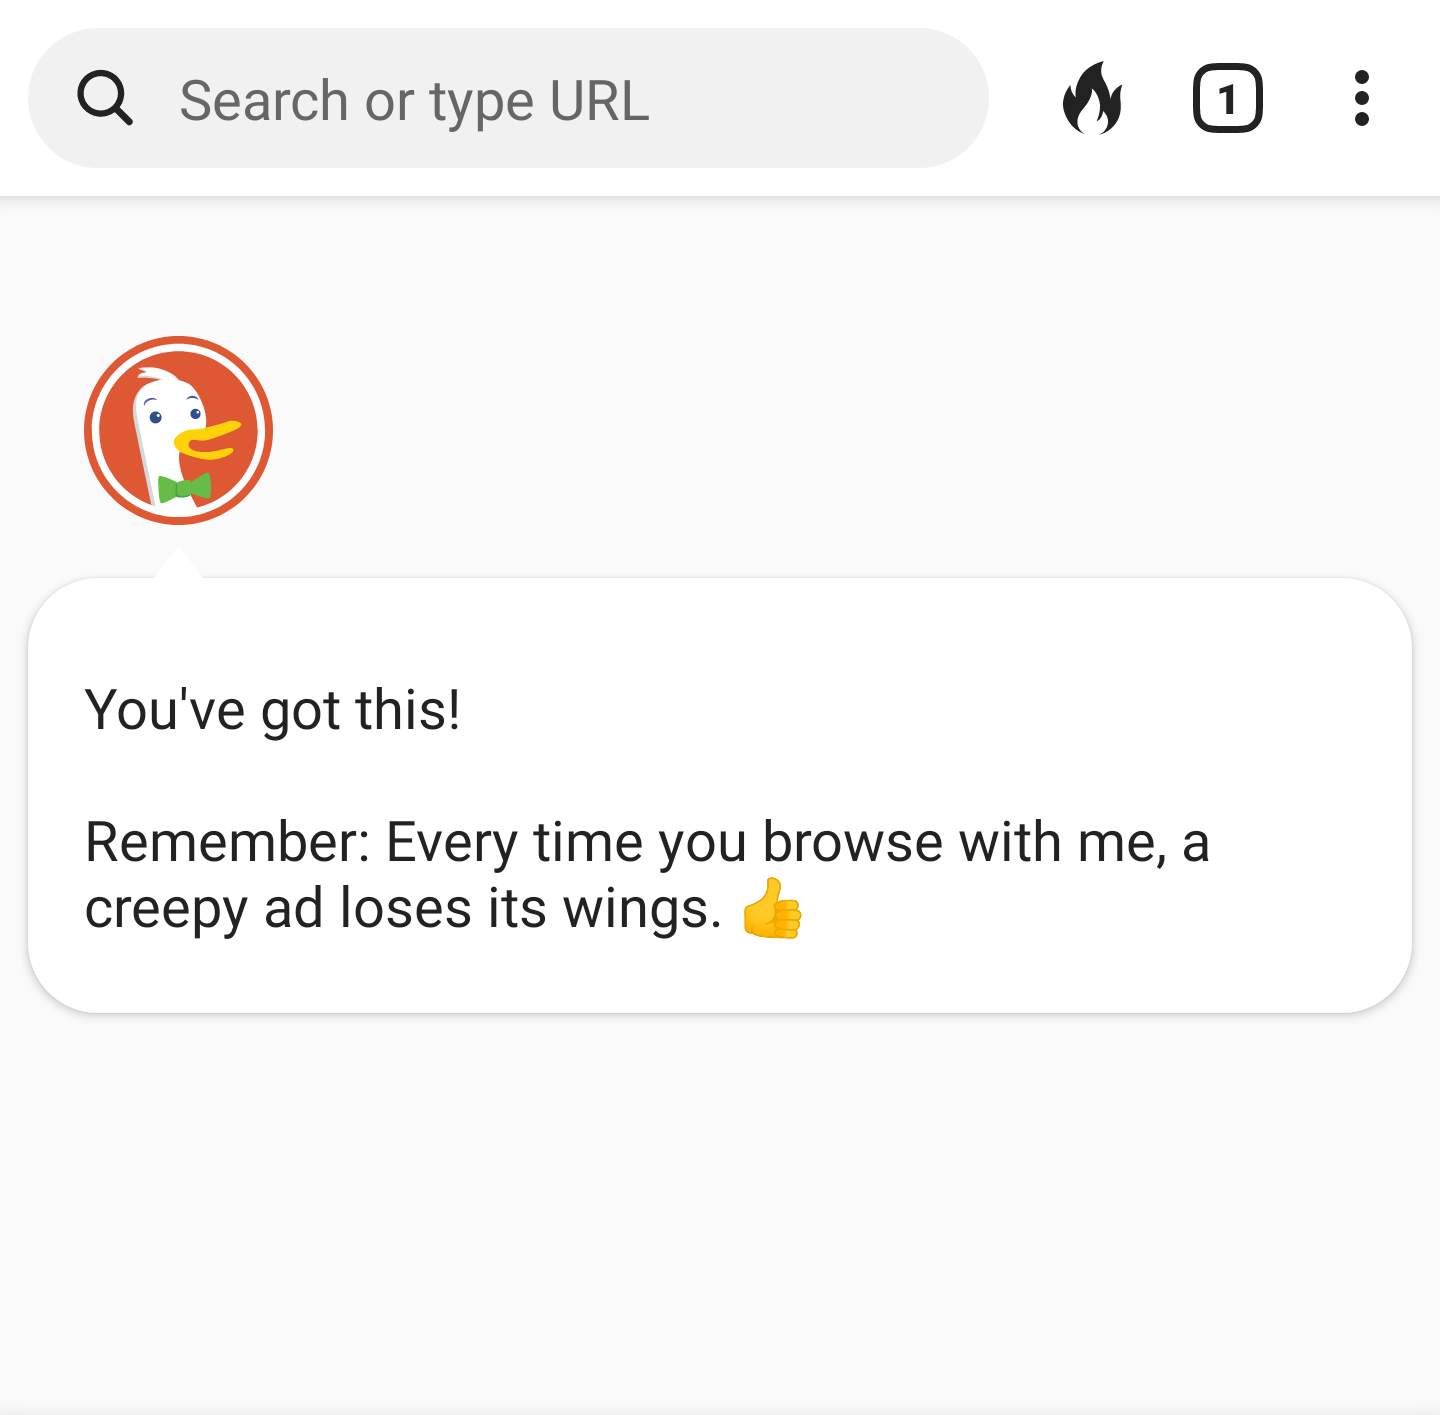 Search or type URL
1
You've got this!
Remember: Every time you browse with me, a
creepy ad loses its wings. 👍